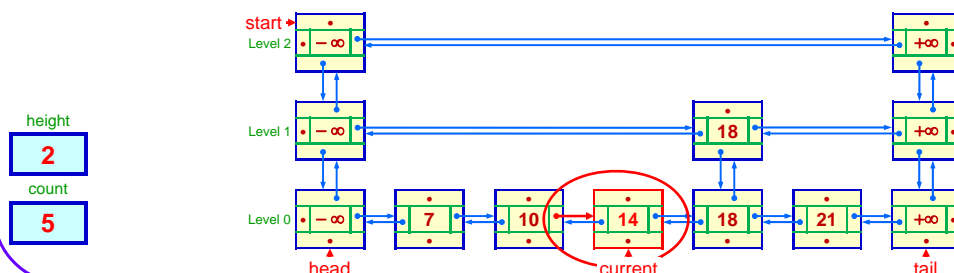 start
Level 2
−∞
+∞
height
2
Level 1
−∞
18
+∞
count
5
Level 0
−∞
7
10
14
18
21
+∞
head
current
tail